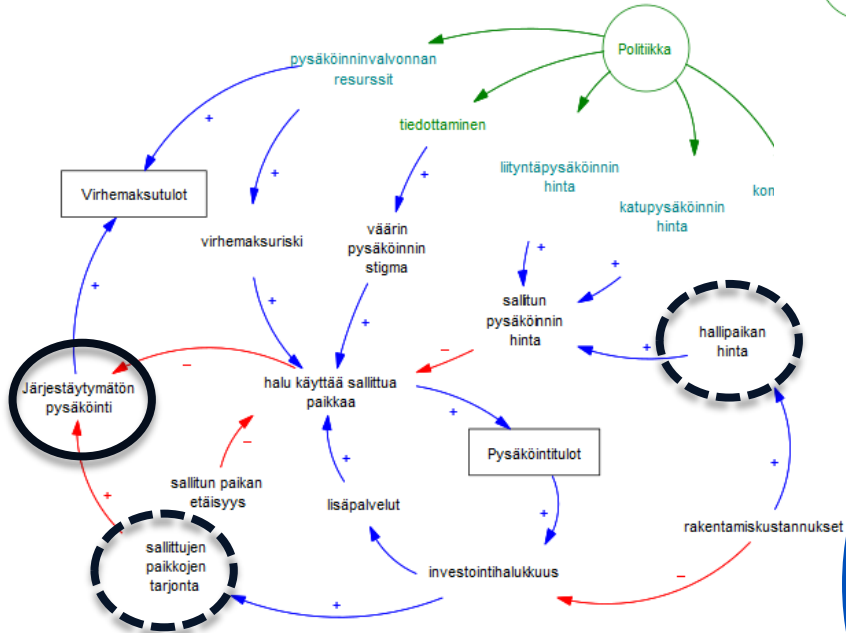 Politiikka
pysäköinninvalvonnan
resurssit
tiedottaminen
liityntäpysäköinnin
hinta
katupysäköinnin
hinta
kon
+
+
+
+
+
Virhemaksutulot
virhemaksuriski
väärin
pysäköinnin
stigma
sallitun
pysäköinnin
hinta
hallipaikan
hinta
+
+
+
+
–
–
Järjestäytymätön
pysäköinti
halu käyttää sallittua
paikkaa
+
–
+
+
Pysäköintitulot
sallitun paikan
etäisyys
lisäpalvelut
+
+
+
rakentamiskustannukset
sallittujen
paikkojen
tarjonta
investointihalukkuus
–
+